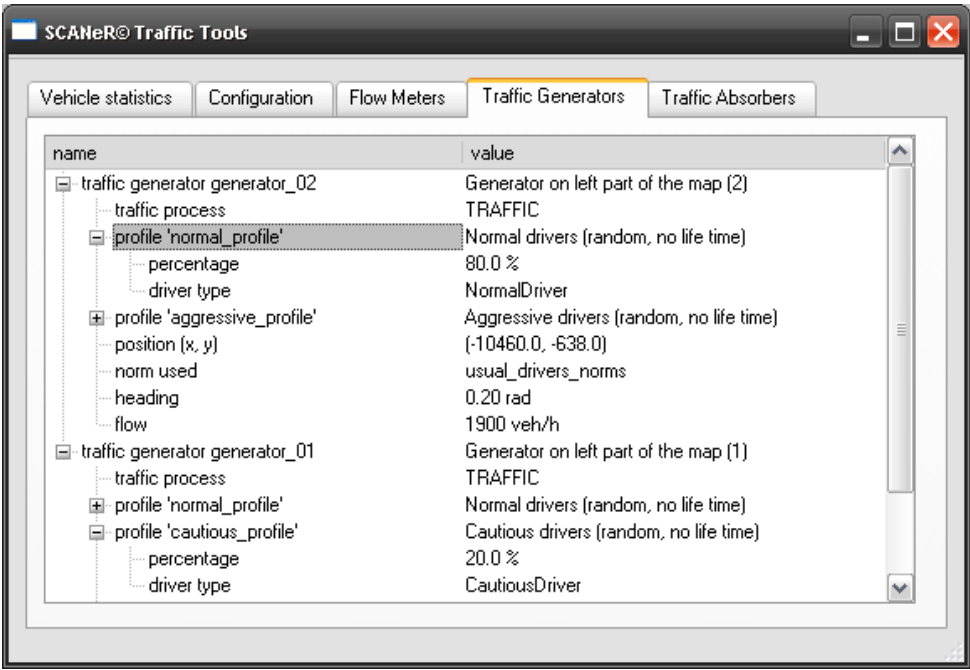 SCANeR© Traffic Tools
Vehicle statistics Configuration Flow Meters Traffic Generators Traffic Absorbers
name value
traffic generator generator_02 Generator on left part of the map (2)
traffic process TRAFFIC
profile 'normal_profile' Normal drivers (random, no life time)
percentage 80.0 %
driver type NormalDriver
profile 'aggressive_profile' Aggressive drivers (random, no life time)
position (x, y) (-10460.0, -638.0)
norm used usual_drivers_norms
heading 0.20 rad
flow 1900 veh/h
traffic generator generator_01 Generator on left part of the map (1)
traffic process TRAFFIC
profile 'normal_profile' Normal drivers (random, no life time)
profile 'cautious_profile' Cautious drivers (random, no life time)
percentage 20.0 %
driver type CautiousDriver